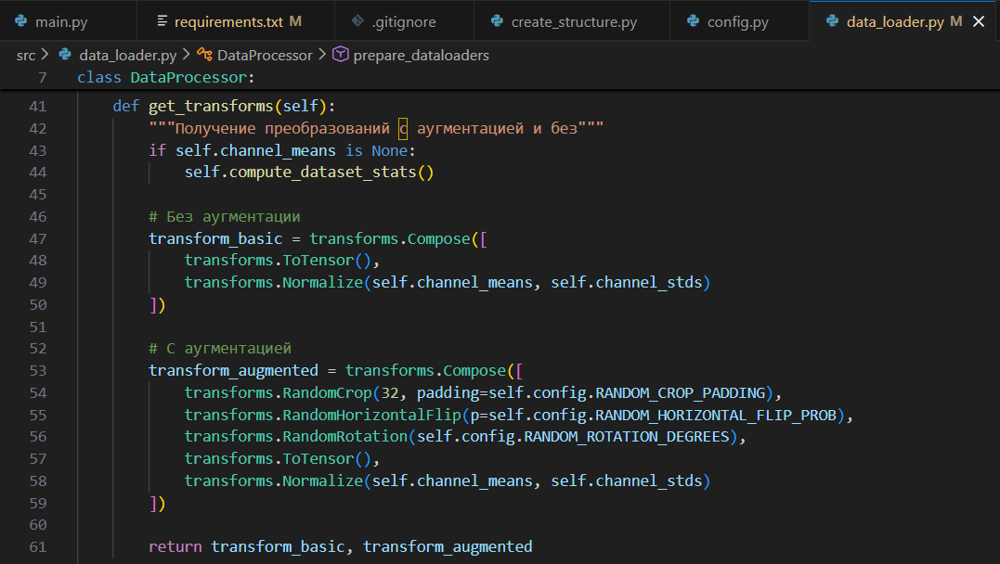 main.py requirements.txt M .gitignore create_structure.py config.py data_loader.py M
src > data_loader.py > DataProcessor > prepare_dataloaders
7 class DataProcessor:
41 def get_transforms(self):
42 """Получение преобразований с аугментацией и без"""
43 if self.channel_means is None:
44 self.compute_dataset_stats()
45
46 # Без аугментации
47 transform_basic = transforms.Compose([
48 transforms.ToTensor(),
49 transforms.Normalize(self.channel_means, self.channel_stds)
50 ])
51
52 # С аугментацией
53 transform_augmented = transforms.Compose([
54 transforms.RandomCrop(32, padding=self.config.RANDOM_CROP_PADDING),
55 transforms.RandomHorizontalFlip(p=self.config.RANDOM_HORIZONTAL_FLIP_PROB),
56 transforms.RandomRotation(self.config.RANDOM_ROTATION_DEGREES),
57 transforms.ToTensor(),
58 transforms.Normalize(self.channel_means, self.channel_stds)
59 ])
60
61 return transform_basic, transform_augmented